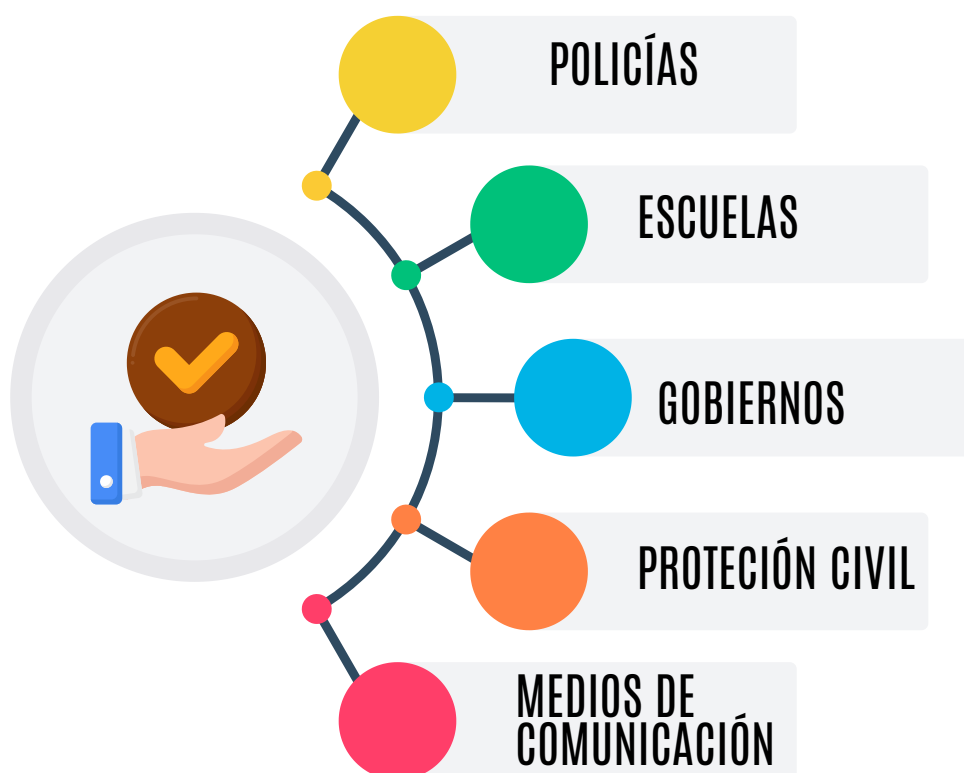 POLICÍAS
ESCUELAS
GOBIERNOS
PROTECIÓN CIVIL
MEDIOS DE
COMUNICACIÓN